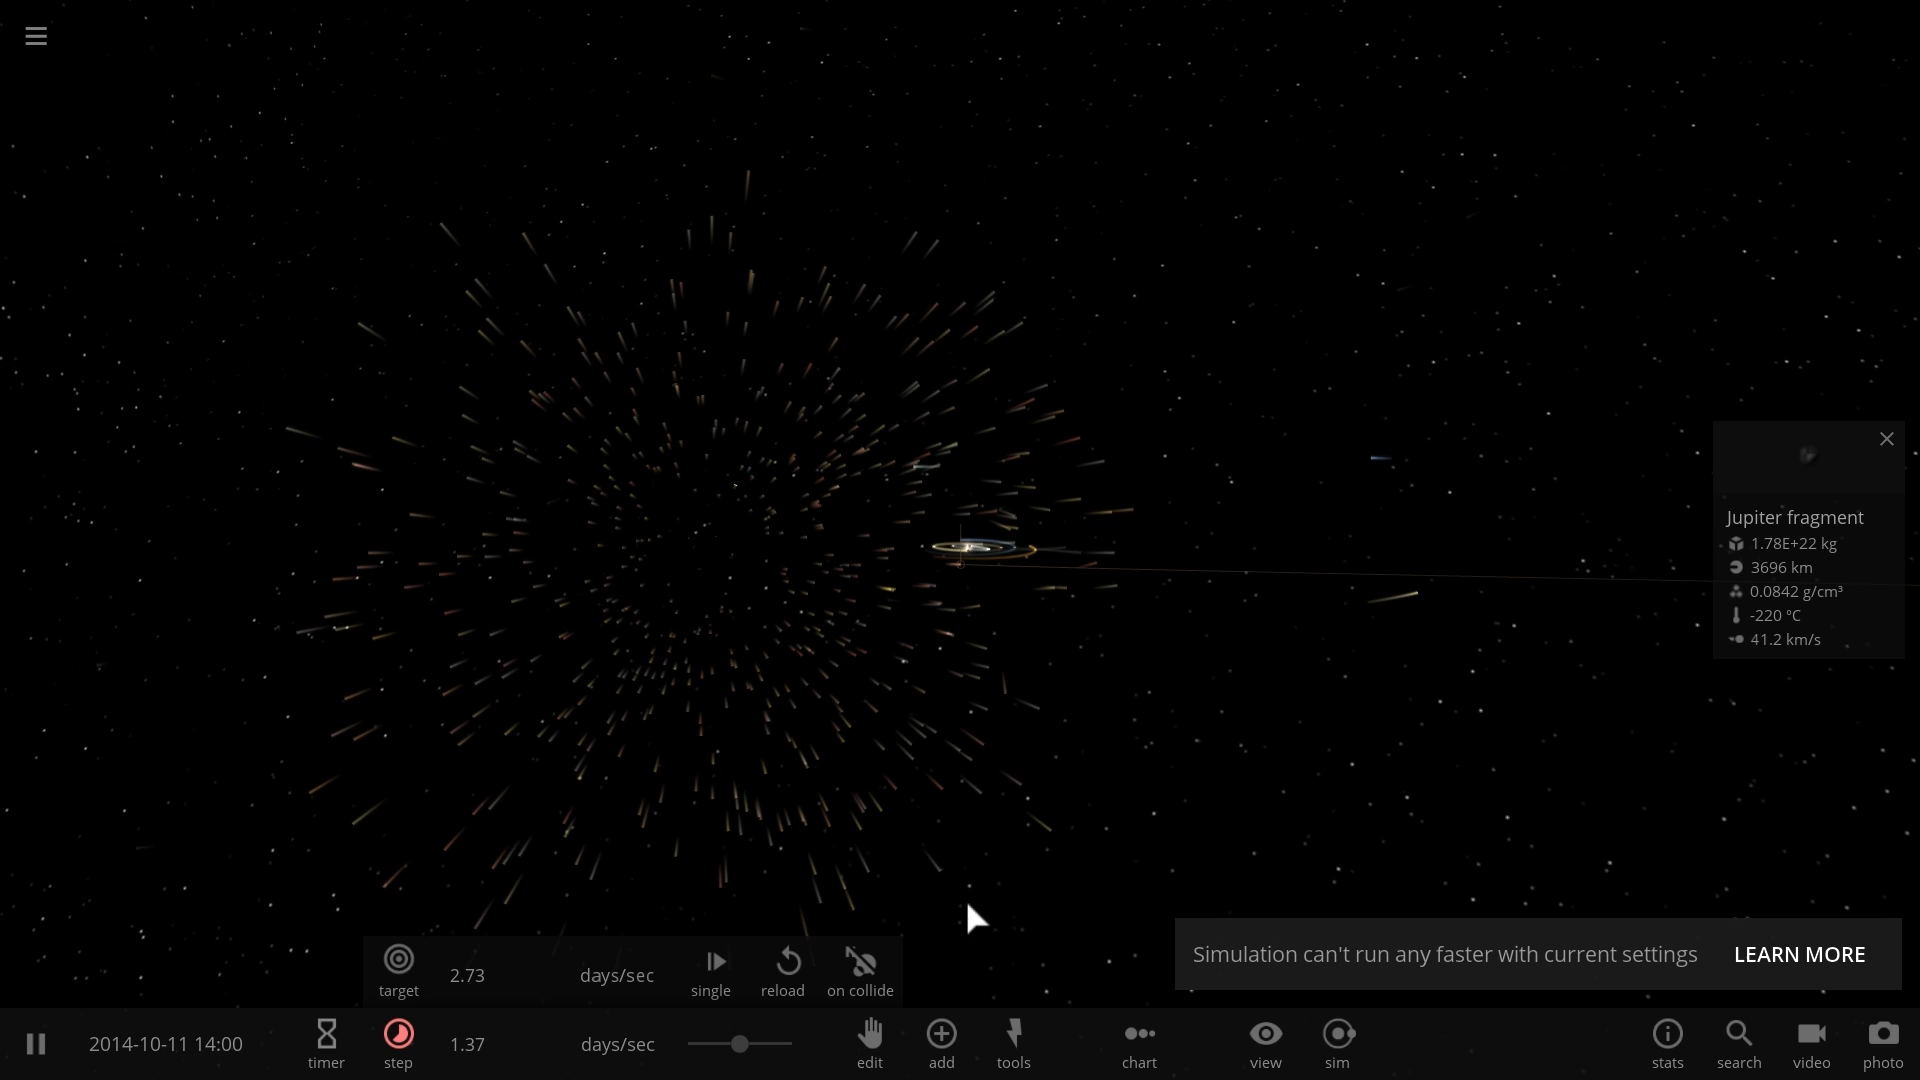 Jupiter fragment
1.78E+22 kg
3696 km
0.0842 g/cm³
-220 °C
41.2 km/s
Simulation can't run any faster with current settings LEARN MORE
target 2.73 days/sec single reload on collide
2014-10-11 14:00 timer step 1.37 days/sec edit add tools chart view sim stats search video photo